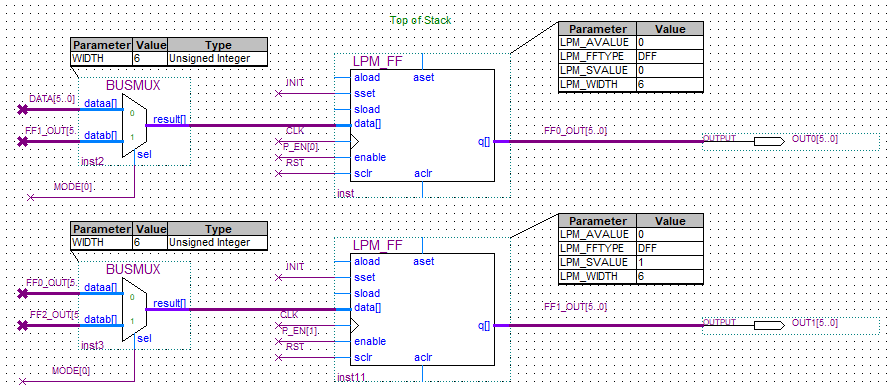 Top of Stack
Parameter Value Type
WIDTH 6 Unsigned Integer
Parameter Value
LPM_AVALUE 0
LPM_FFTYPE DFF
LPM_SVALUE 0
LPM_WIDTH 6
BUSMUX
DATA[5..0]
dataa[]
0
result[]
FF1_OUT[5
datab[]
1
inst2
sel
MODE[0]
LPM_FF
INIT
aload
aset
sset
sload
data[]
CLK
P_EN[0]
enable
RST
sclr
aclr
q[]
inst
FF0_OUT[5..0]
OUTPUT
OUT0[5..0]
Parameter Value Type
WIDTH 6 Unsigned Integer
Parameter Value
LPM_AVALUE 0
LPM_FFTYPE DFF
LPM_SVALUE 1
LPM_WIDTH 6
BUSMUX
FF0_OUT[5
dataa[]
0
result[]
FF2_OUT[5
datab[]
1
inst3
sel
MODE[0]
LPM_FF
INIT
aload
aset
sset
sload
data[]
CLK
P_EN[1]
enable
RST
sclr
aclr
q[]
inst11
FF1_OUT[5..0]
OUTPUT
OUT1[5..0]